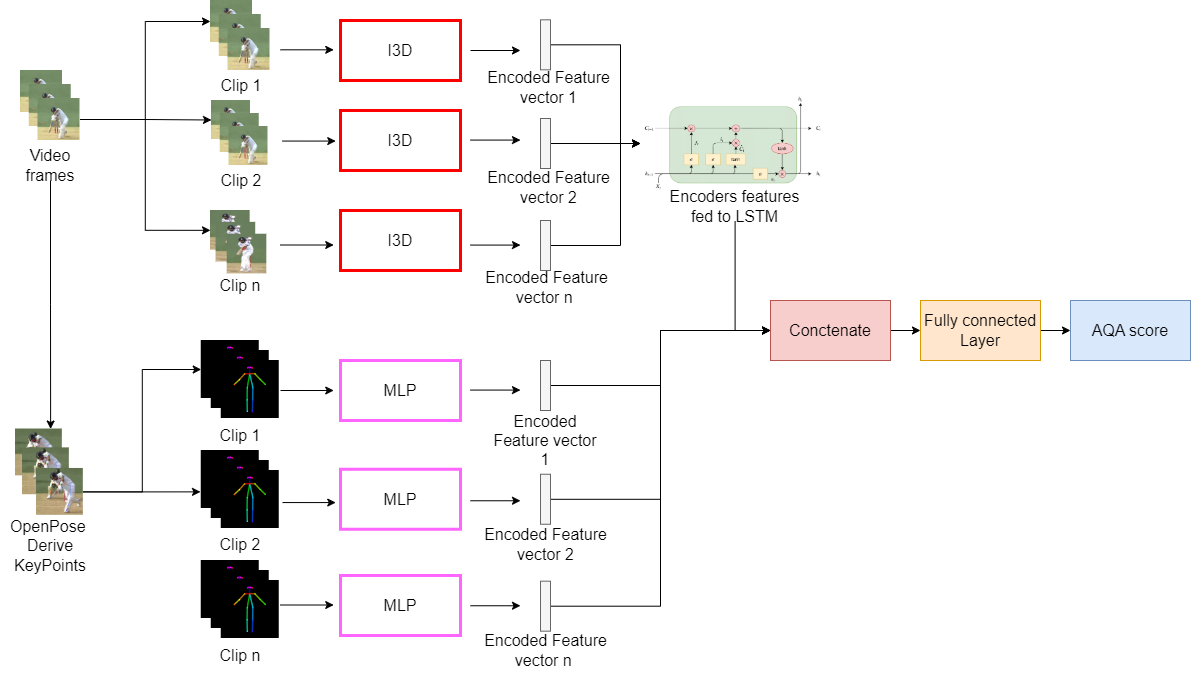 Clip 1
I3D
Encoded Feature
vector 1
Video
frames
Clip 2
I3D
Encoded Feature
vector 2
Encoders features
fed to LSTM
Clip n
I3D
Encoded Feature
vector n
Conctenate
Fully connected
Layer
AQA score
OpenPose
Derive
KeyPoints
Clip 1
MLP
Encoded
Feature vector
1
Clip 2
MLP
Encoded Feature
vector 2
Clip n
MLP
Encoded Feature
vector n